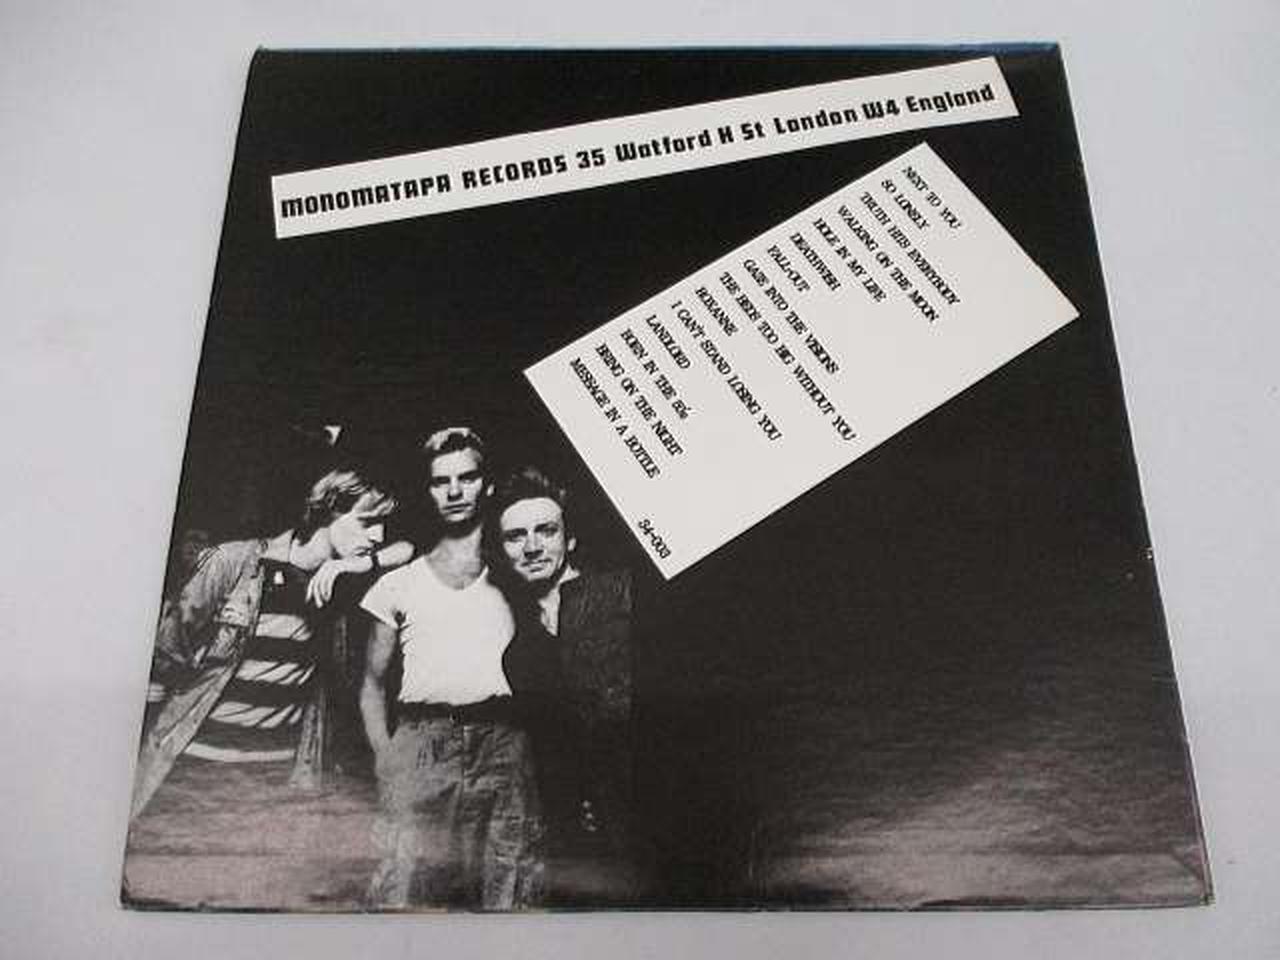 MONOMATAPA RECORDS 35 Watford H St London W4 England
NEXT TO YOU
SO LONELY
TRUTH HITS EVERYBODY
WALKING ON THE MOON
HOLE IN MY LIFE
DEATHWISH
FALL-OUT
GAZE INTO THE VISIONS
THE BEDS TOO BIG WITHOUT YOU
ROXANNE
I CAN'T STAND LOSING YOU
LANDLORD
BORN IN THE 50's
BRING ON THE NIGHT
MESSAGE IN A BOTTLE
34-003